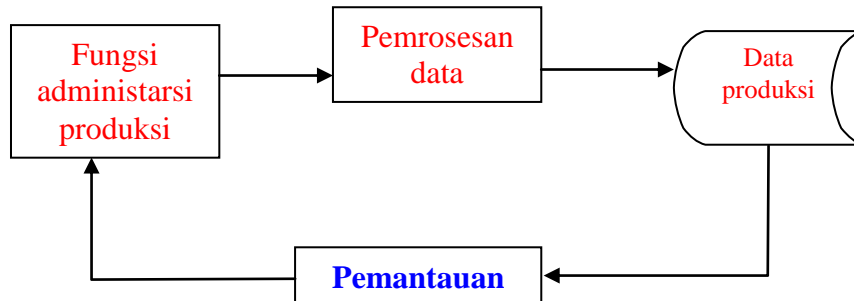 Fungsi
administarsi
produksi
Pemrosesan
data
Data
produksi
Pemantauan